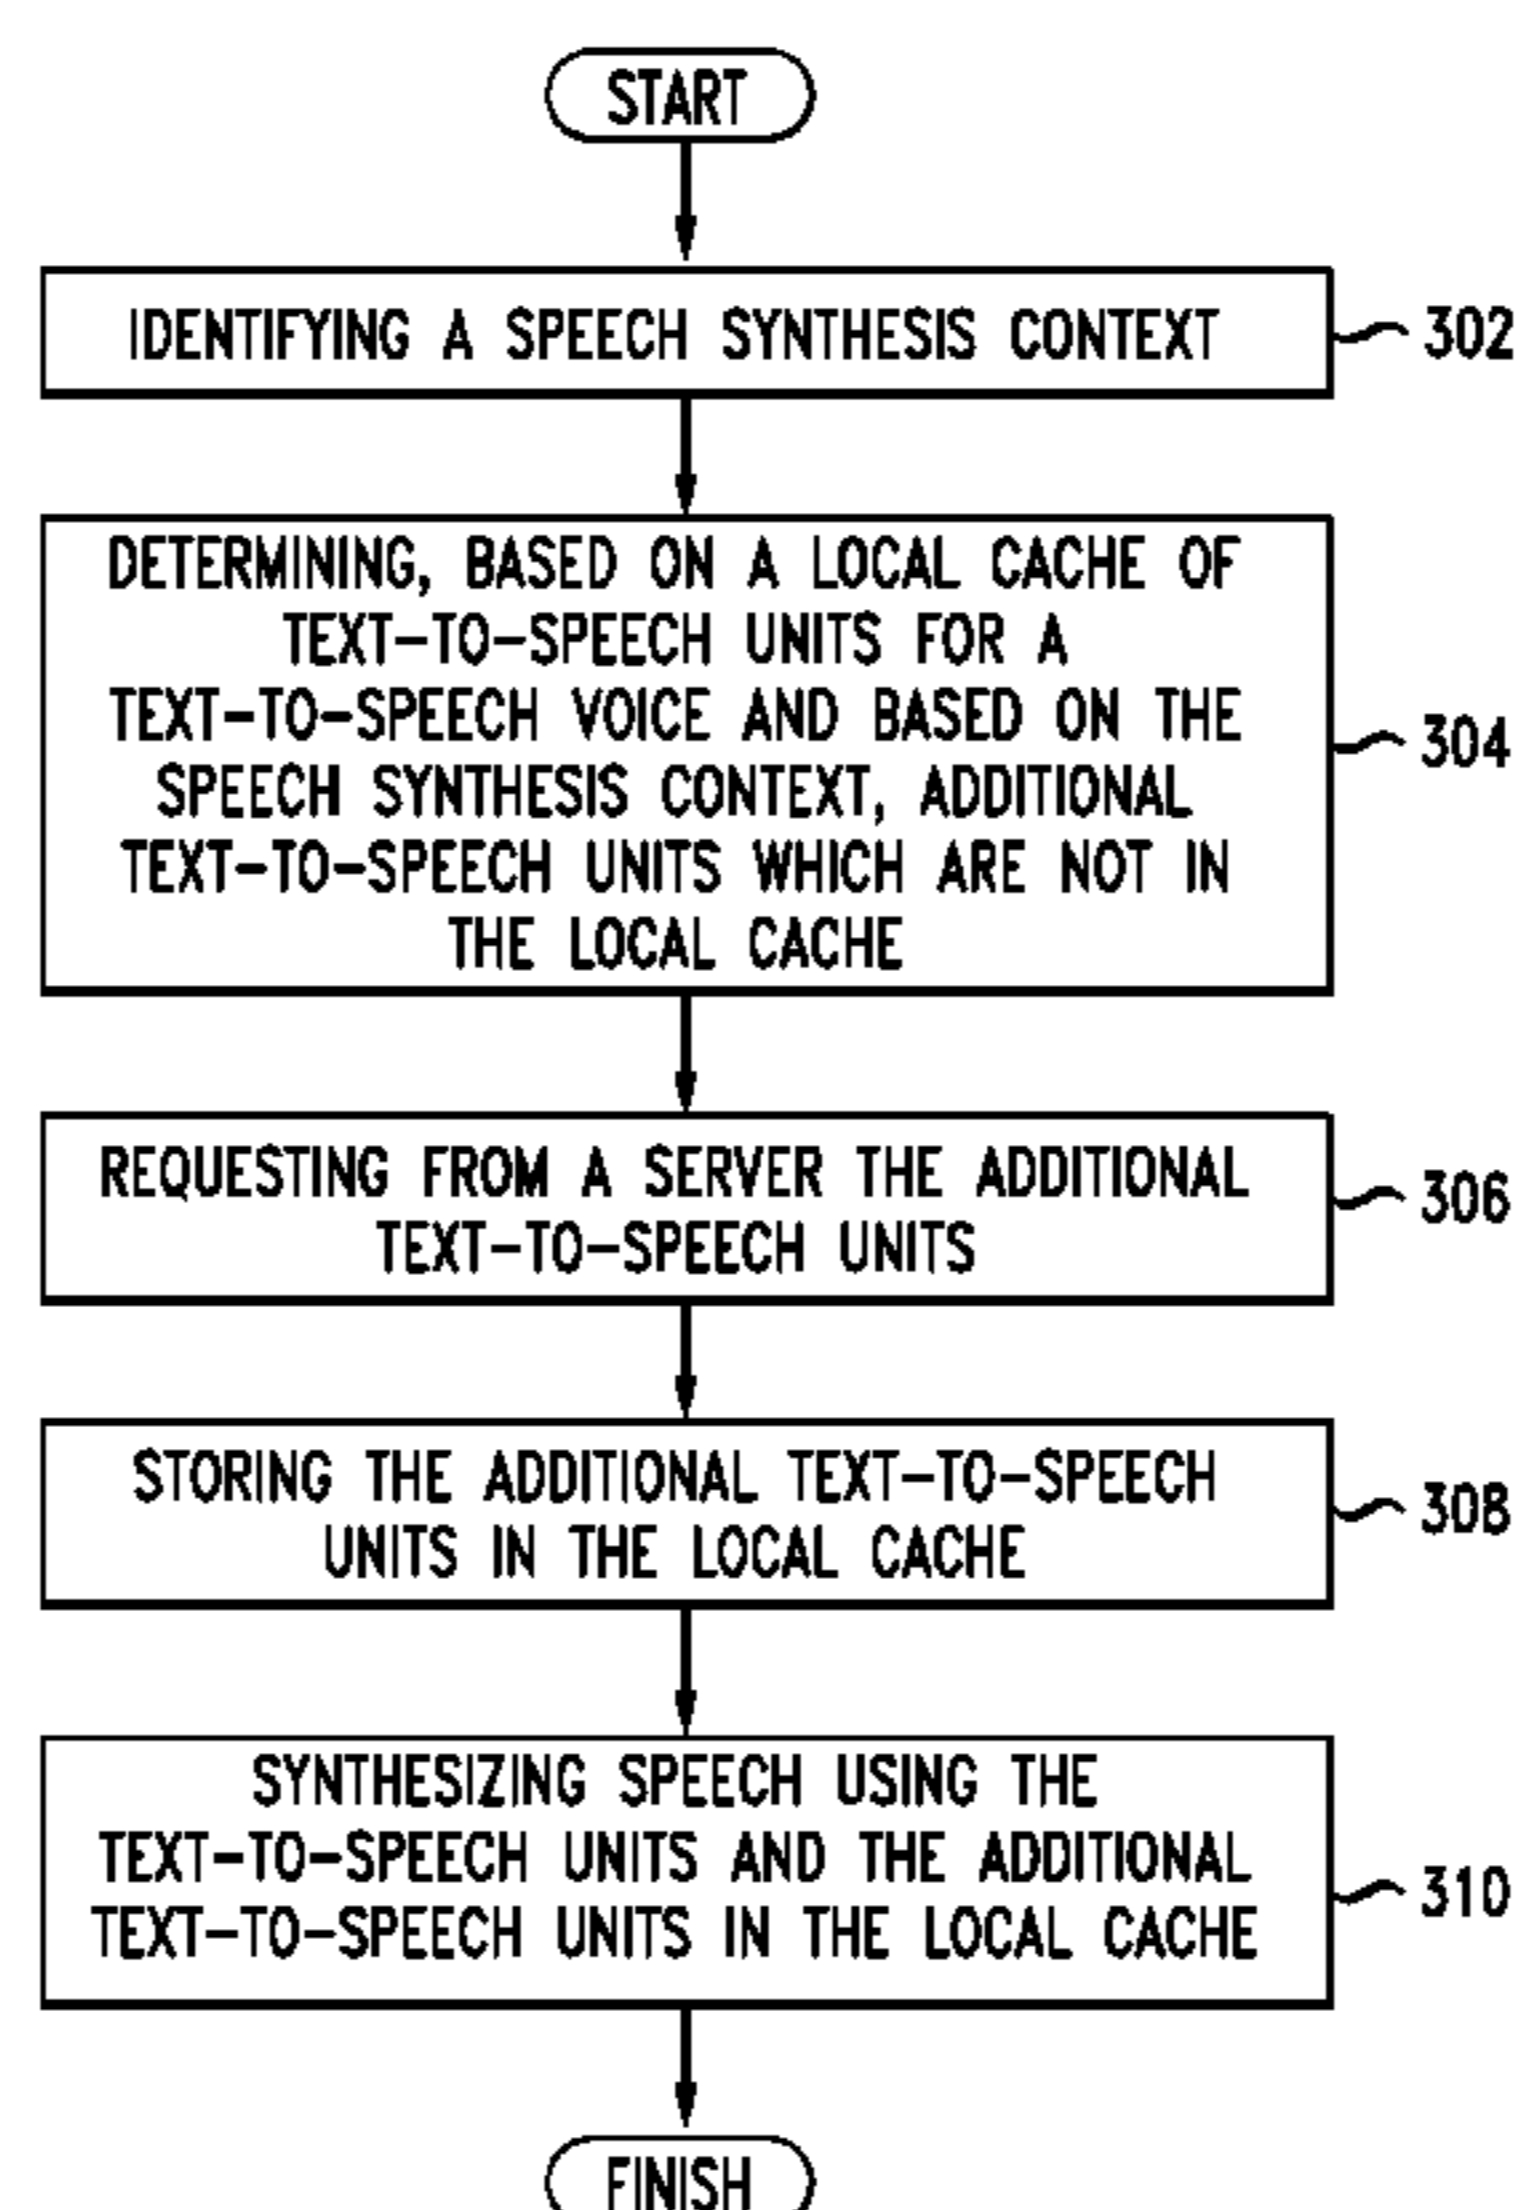 START
IDENTIFYING A SPEECH SYNTHESIS CONTEXT
302
DETERMINING, BASED ON A LOCAL CACHE OF
TEXT-TO-SPEECH UNITS FOR A
TEXT-TO-SPEECH VOICE AND BASED ON THE
SPEECH SYNTHESIS CONTEXT, ADDITIONAL
TEXT-TO-SPEECH UNITS WHICH ARE NOT IN
THE LOCAL CACHE
304
REQUESTING FROM A SERVER THE ADDITIONAL
TEXT-TO-SPEECH UNITS
306
STORING THE ADDITIONAL TEXT-TO-SPEECH
UNITS IN THE LOCAL CACHE
308
SYNTHESIZING SPEECH USING THE
TEXT-TO-SPEECH UNITS AND THE ADDITIONAL
TEXT-TO-SPEECH UNITS IN THE LOCAL CACHE
310
FINISH